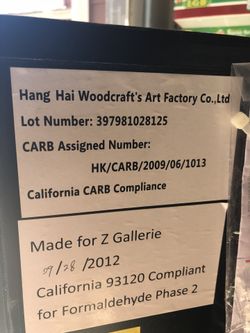 Hang Hai Woodcraft's Art Factory Co.,Ltd
Lot Number: 397981028125
CARB Assigned Number:
HK/CARB/2009/06/1013
California CARB Compliance
Made for Z Gallerie
09/28/2012
California 93120 Compliant
for Formaldehyde Phase 2